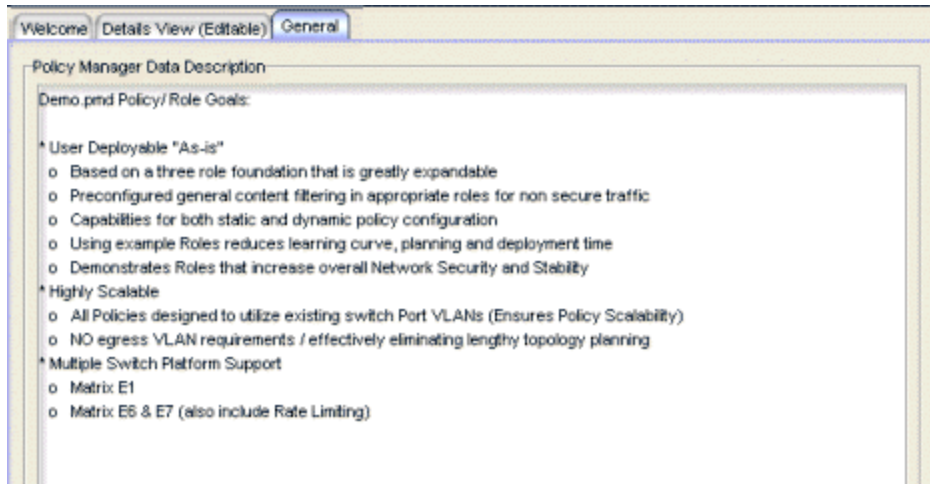 Welcome Details View (Editable) General
Policy Manager Data Description
Demo.pmd Policy/ Role Goals:
* User Deployable "As-is"
o Based on a three role foundation that is greatly expandable
o Preconfigured general content filtering in appropriate roles for non secure traffic
o Capabilities for both static and dynamic policy configuration
o Using example Roles reduces learning curve, planning and deployment time
o Demonstrates Roles that increase overall Network Security and Stability
* Highly Scalable
o All Policies designed to utilize existing switch Port VLANs (Ensures Policy Scalability)
o NO egress VLAN requirements / effectively eliminating lengthy topology planning
* Multiple Switch Platform Support
o Matrix E1
o Matrix E6 & E7 (also include Rate Limiting)